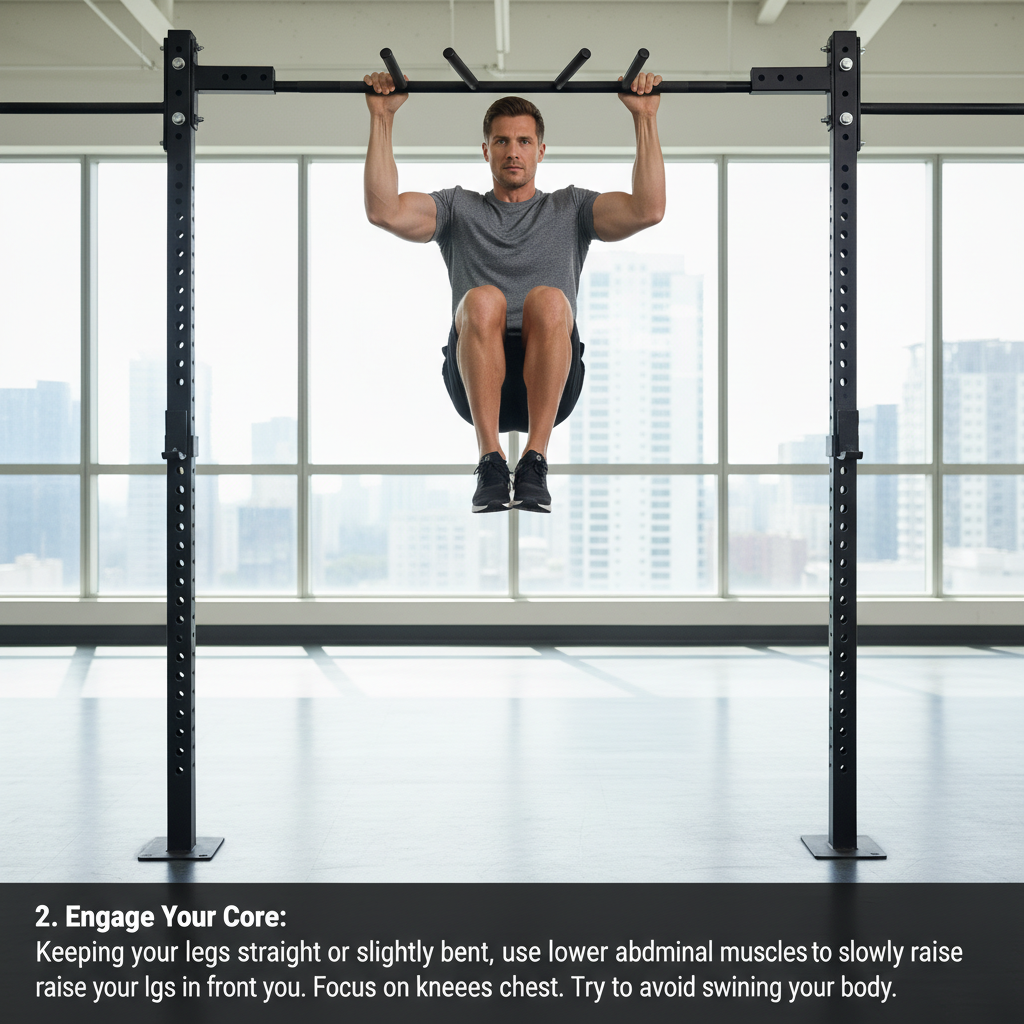 2. Engage Your Core:
Keeping your legs straight or slightly bent, use lower abdminal muscles to slowly raise
raise your lgs in front you. Focus on kneees chest. Try to avoid swining your body.